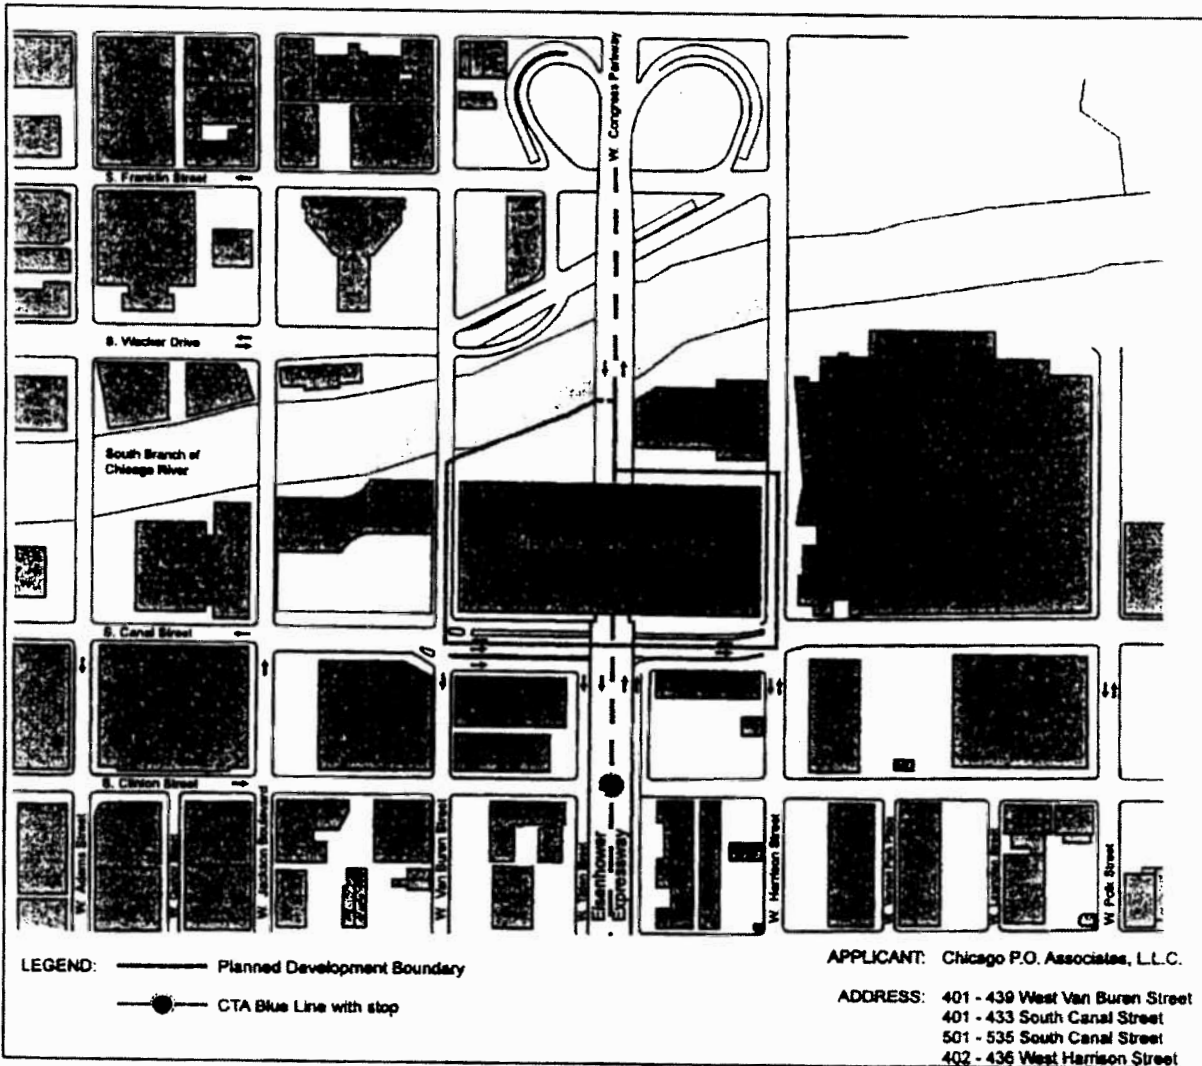 W. Congress Parkway
S. Franklin Street
S. Wacker Drive
South Branch of
Chicago River
S. Canal Street
S. Clinton Street
W. Adams Street
W. Jackson Boulevard
W. Van Buren Street
Eisenhower
Expressway
W. Harrison Street
W. Polk Street
LEGEND:
Planned Development Boundary
CTA Blue Line with stop
APPLICANT: Chicago P.O. Associates, L.L.C.
ADDRESS: 401 - 439 West Van Buren Street
401 - 433 South Canal Street
501 - 535 South Canal Street
402 - 436 West Harrison Street